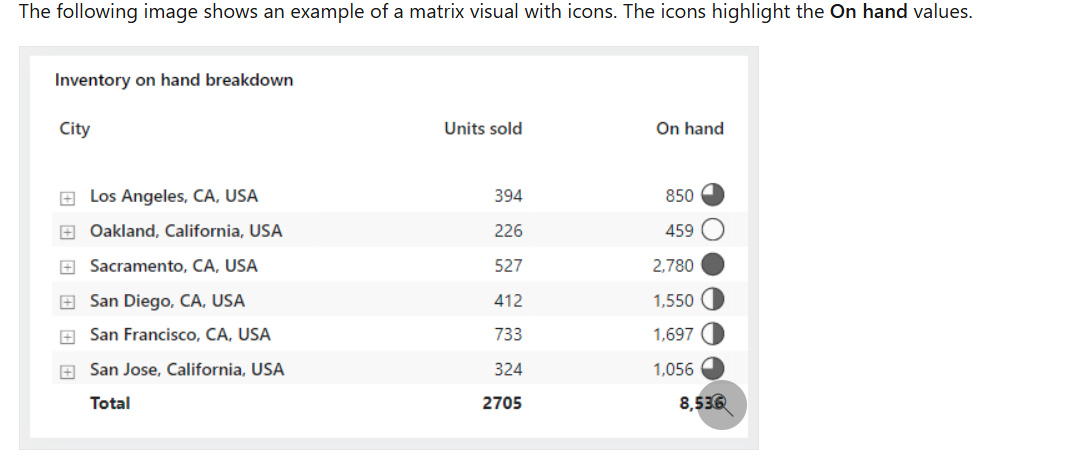 The following image shows an example of a matrix visual with icons. The icons highlight the On hand values.
Inventory on hand breakdown
City Units sold On hand
Los Angeles, CA, USA 394 850
Oakland, California, USA 226 459
Sacramento, CA, USA 527 2,780
San Diego, CA, USA 412 1,550
San Francisco, CA, USA 733 1,697
San Jose, California, USA 324 1,056
Total 2705 8,536